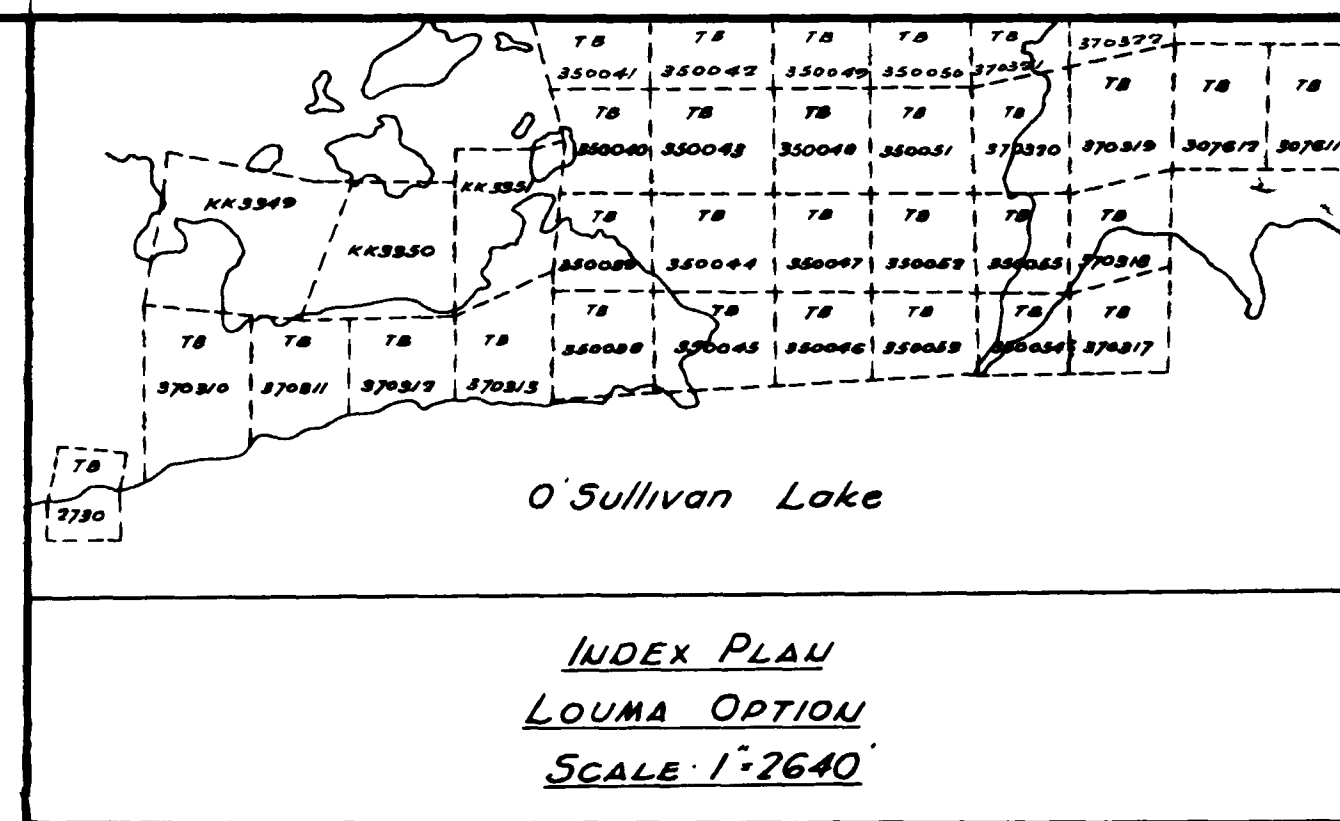 TB TB TB TB TB 370322
350041 350042 350049 350050 370321
TB TB TB TB TB TB TB TB
350040 350043 350048 350051 370320 370319 307612 307611
KK3349 KK3351
KK3350
TB TB TB TB TB TB
350039 350044 350047 350052 350055 370318
TB TB TB TB TB TB
350038 350045 350046 350053 350054 370317
TB TB TB TB
370310 370311 370312 370313
TB
2730
O'Sullivan Lake
INDEX PLAN
LOUMA OPTION
SCALE· 1"=2640'